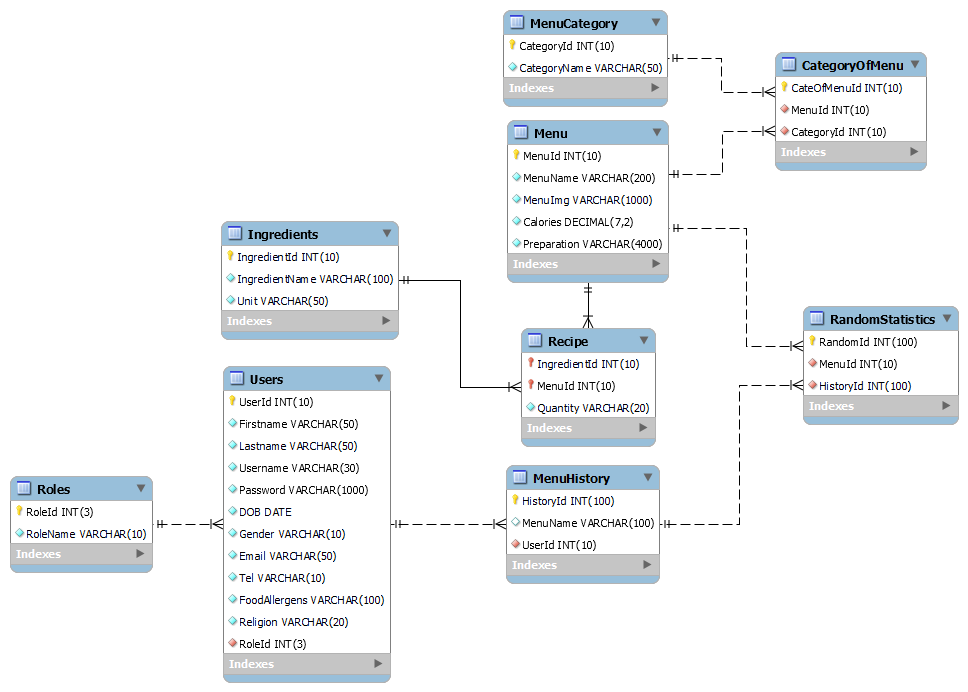 MenuCategory
CategoryId INT(10)
CategoryName VARCHAR(50)
Indexes
CategoryOfMenu
CateOfMenuId INT(10)
MenuId INT(10)
CategoryId INT(10)
Indexes
Menu
MenuId INT(10)
MenuName VARCHAR(200)
MenuImg VARCHAR(1000)
Calories DECIMAL(7,2)
Preparation VARCHAR(4000)
Indexes
Ingredients
IngredientId INT(10)
IngredientName VARCHAR(100)
Unit VARCHAR(50)
Indexes
RandomStatistics
RandomId INT(100)
MenuId INT(10)
HistoryId INT(100)
Indexes
Recipe
IngredientId INT(10)
MenuId INT(10)
Quantity VARCHAR(20)
Indexes
Users
UserId INT(10)
Firstname VARCHAR(50)
Lastname VARCHAR(50)
Username VARCHAR(30)
Password VARCHAR(1000)
DOB DATE
Gender VARCHAR(10)
Email VARCHAR(50)
Tel VARCHAR(10)
FoodAllergens VARCHAR(100)
Religion VARCHAR(20)
RoleId INT(3)
Indexes
MenuHistory
HistoryId INT(100)
MenuName VARCHAR(100)
UserId INT(10)
Indexes
Roles
RoleId INT(3)
RoleName VARCHAR(10)
Indexes